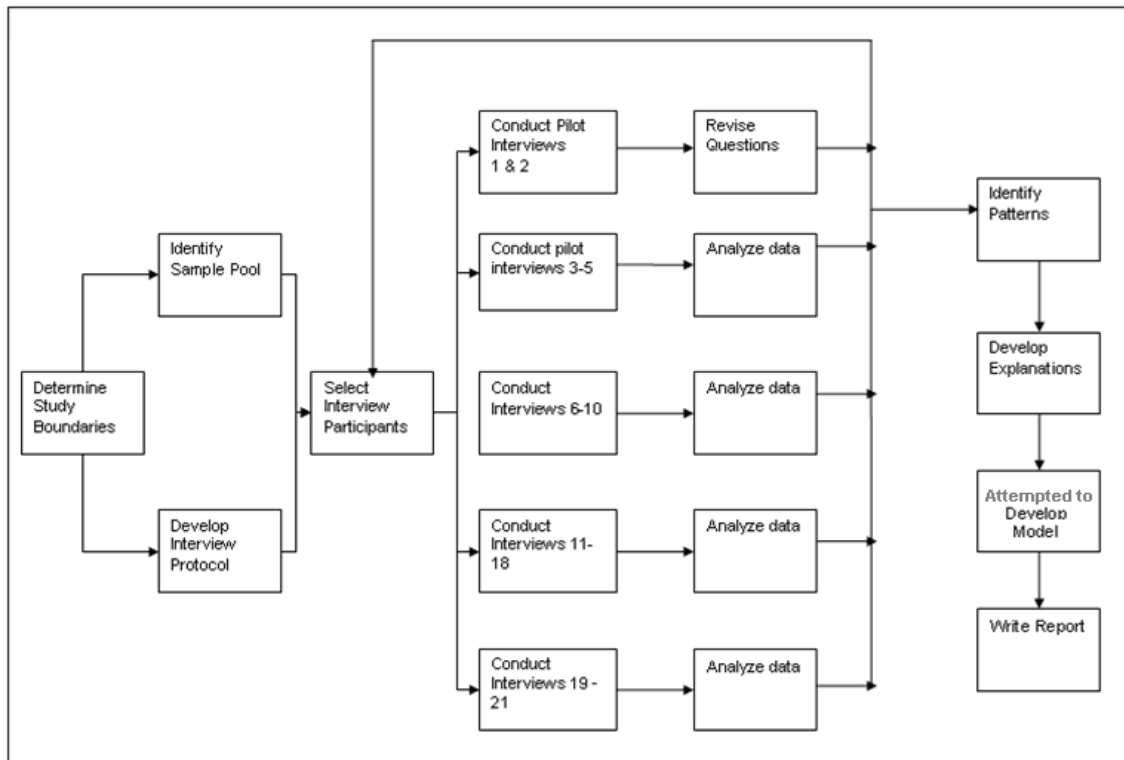 Conduct Pilot
Interviews
1 & 2
Revise
Questions
Identify
Patterns
Identify
Sample Pool
Conduct pilot
interviews 3-5
Analyze data
Develop
Explanations
Determine
Study
Boundaries
Select
Interview
Participants
Conduct
Interviews 6-10
Analyze data
Attempted to
Develop
Model
Develop
Interview
Protocol
Conduct
Interviews 11-
18
Analyze data
Write Report
Conduct
Interviews 19 -
21
Analyze data